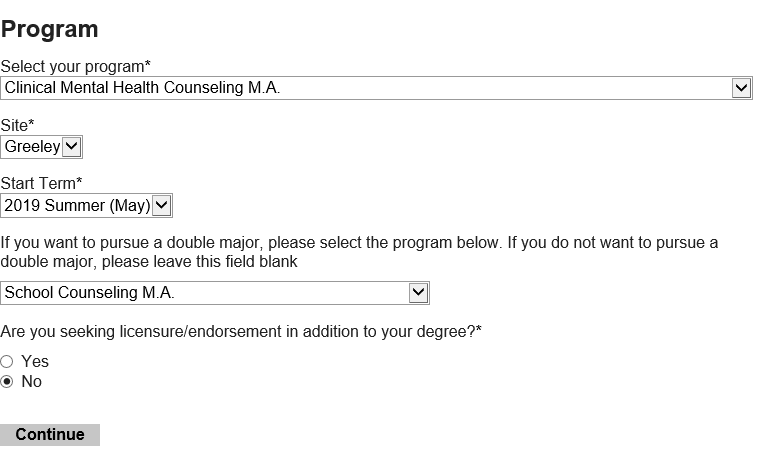 Program
Select your program*
Clinical Mental Health Counseling M.A.
Site*
Greeley
Start Term*
2019 Summer (May)
If you want to pursue a double major, please select the program below. If you do not want to pursue a
double major, please leave this field blank
School Counseling M.A.
Are you seeking licensure/endorsement in addition to your degree?*
Yes
No
Continue